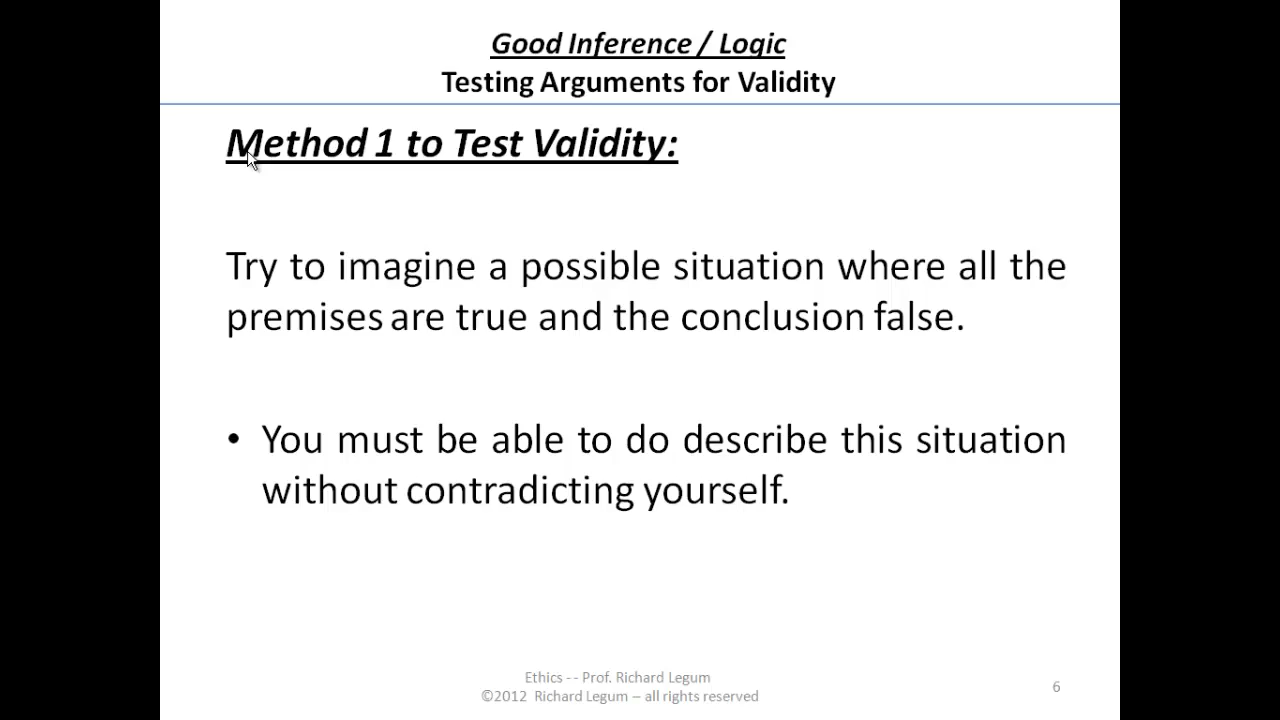 Good Inference / Logic
Testing Arguments for Validity
Method 1 to Test Validity:
Try to imagine a possible situation where all the
premises are true and the conclusion false.
• You must be able to do describe this situation
without contradicting yourself.
Ethics - - Prof. Richard Legum
©2012 Richard Legum – all rights reserved
6